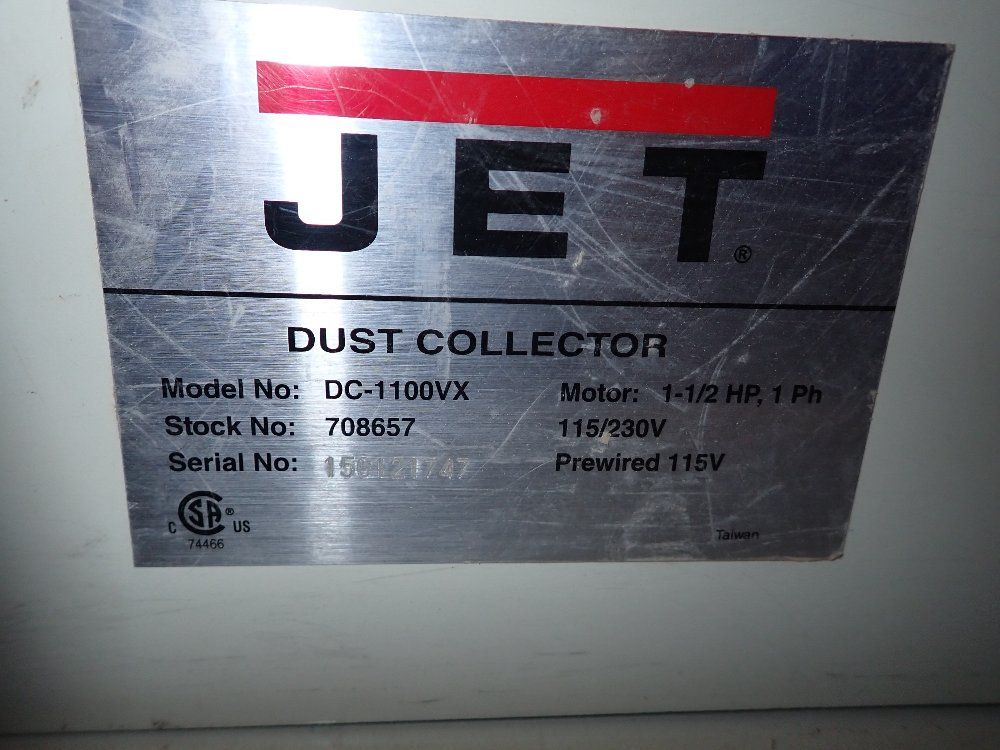 JET®
DUST COLLECTOR
Model No: DC-1100VX
Stock No: 708657
Serial No:
Motor: 1-1/2 HP, 1 Ph
115/230V
Prewired 115V
C SA® US
74466
Taiwan